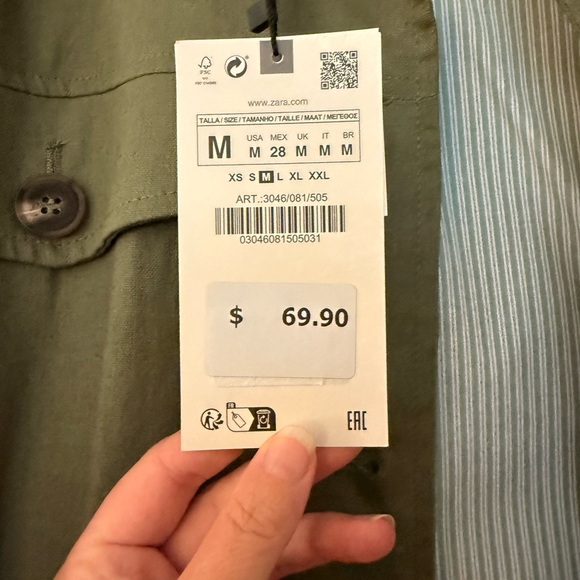 FSC
www.zara.com
TALLA / SIZE / TAMANHO / TAILLE / MAAT / ΜΕΓΕΘΟΣ
M
USA MEX UK IT BR
M 28 M M M
XS S M L XL XXL
ART.:3046/081/505
03046081505031
$ 69.90
FR
EAC